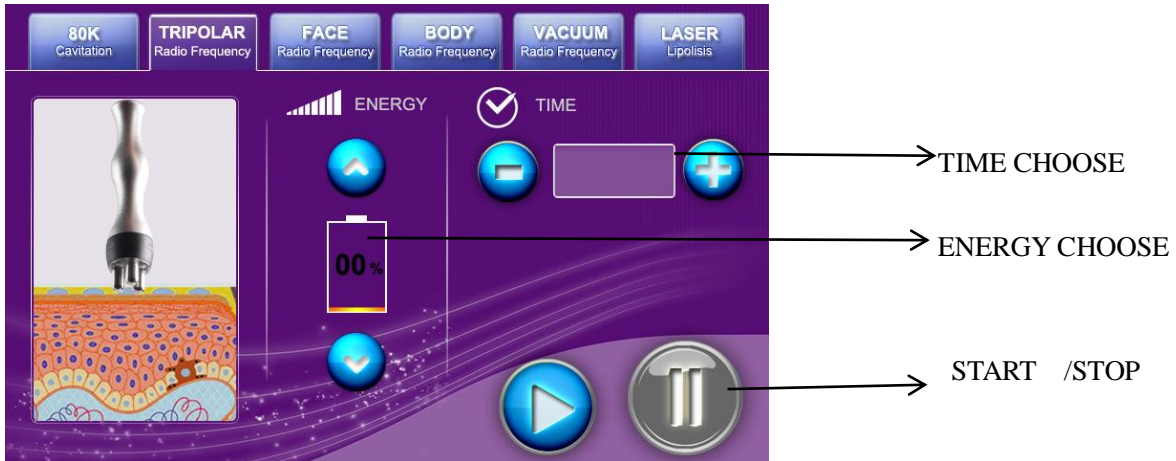 80K
Cavitation
TRIPOLAR
Radio Frequency
FACE
Radio Frequency
BODY
Radio Frequency
VACUUM
Radio Frequency
LASER
Lipolisis
ENERGY
TIME
TIME CHOOSE
ENERGY CHOOSE
00 %
START /STOP